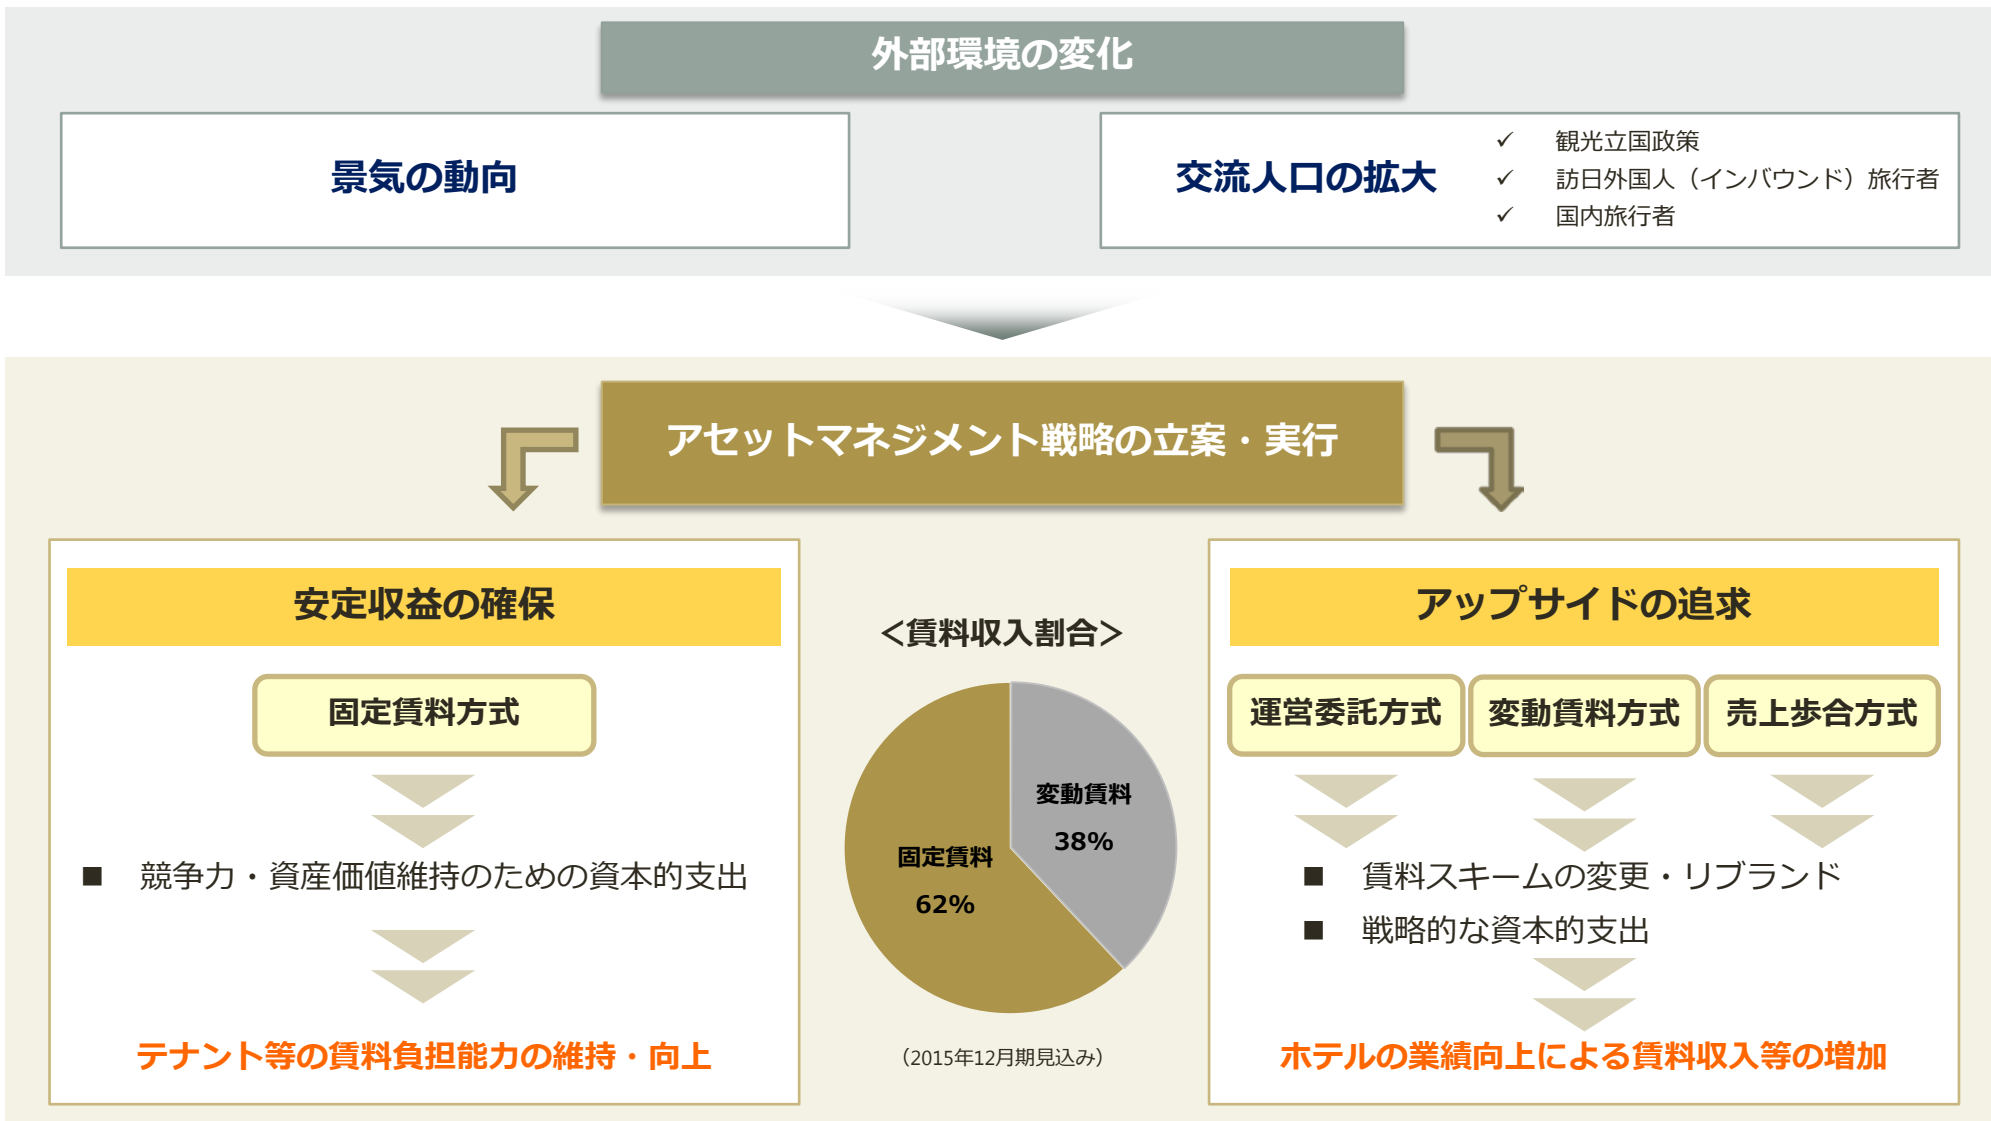 外部環境の変化
景気の動向
交流人口の拡大
✓ 観光立国政策
✓ 訪日外国人（インバウンド）旅行者
✓ 国内旅行者
アセットマネジメント戦略の立案・実行
安定収益の確保
固定賃料方式
■ 競争力・資産価値維持のための資本的支出
テナント等の賃料負担能力の維持・向上
＜賃料収入割合＞
変動賃料
38%
固定賃料
62%
（2015年12月期見込み）
アップサイドの追求
運営委託方式
変動賃料方式
売上歩合方式
■ 賃料スキームの変更・リブランド
■ 戦略的な資本的支出
ホテルの業績向上による賃料収入等の増加